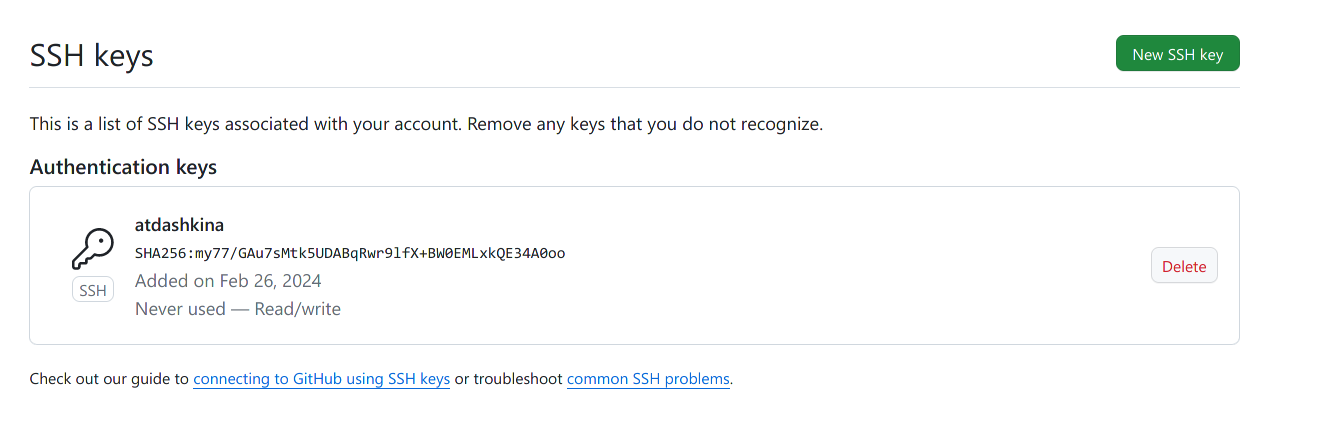 SSH keys
New SSH key
This is a list of SSH keys associated with your account. Remove any keys that you do not recognize.
Authentication keys
atdashkina
SHA256:my77/GAu7sMtk5UDABqRwr9lfX+BW0EMLxkQE34A0oo
Added on Feb 26, 2024
Never used — Read/write
SSH
Delete
Check out our guide to connecting to GitHub using SSH keys or troubleshoot common SSH problems.